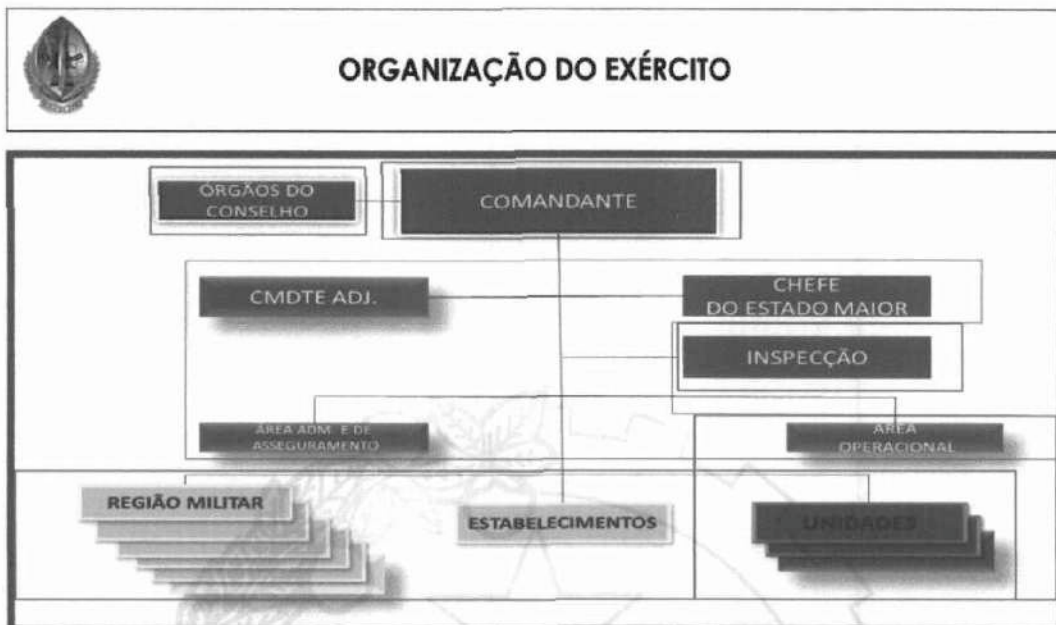 ORGANIZAÇÃO DO EXÉRCITO
ÓRGÃOS DO
CONSELHO
COMANDANTE
CMDTE ADJ.
CHEFE
DO ESTADO MAIOR
INSPECÇÃO
ÁREA ADM. E DE
ASSEGURAMENTO
ÁREA
OPERACIONAL
REGIÃO MILITAR
ESTABELECIMENTOS
UNIDADES